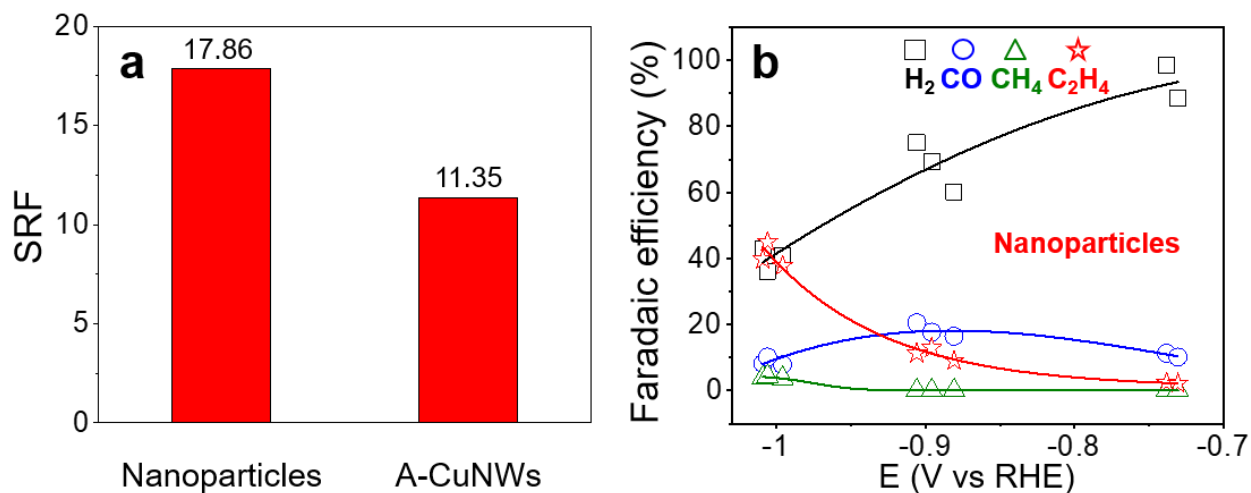 a
20
15
10
5
0
SRF
17.86
11.35
Nanoparticles
A-CuNWs
b
H₂ CO CH₄ C₂H₄
100
80
60
40
20
0
Faradaic efficiency (%)
Nanoparticles
-1
-0.9
-0.8
-0.7
E (V vs RHE)